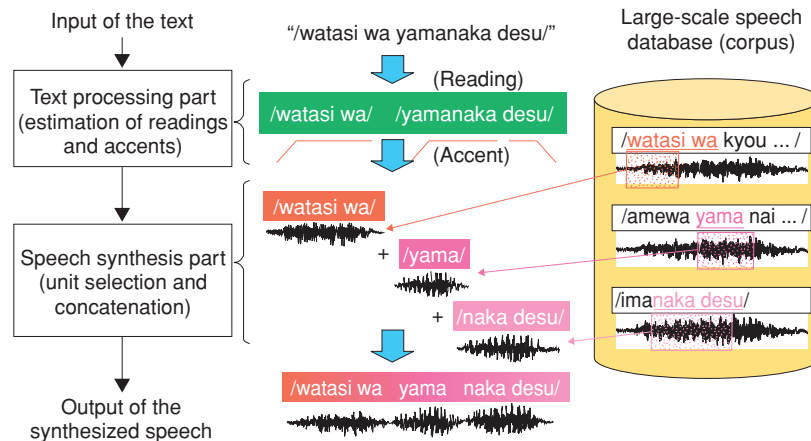 Input of the text
Text processing part
(estimation of readings
and accents)
Speech synthesis part
(unit selection and
concatenation)
Output of the
synthesized speech
“/watasi wa yamanaka desu/”
(Reading)
/watasi wa/ /yamanaka desu/
(Accent)
/watasi wa/
+ /yama/
+ /naka desu/
/watasi wa yama naka desu/
Large-scale speech
database (corpus)
/watasi wa kyou ... /
/amewa yama nai ... /
/imanaka desu/